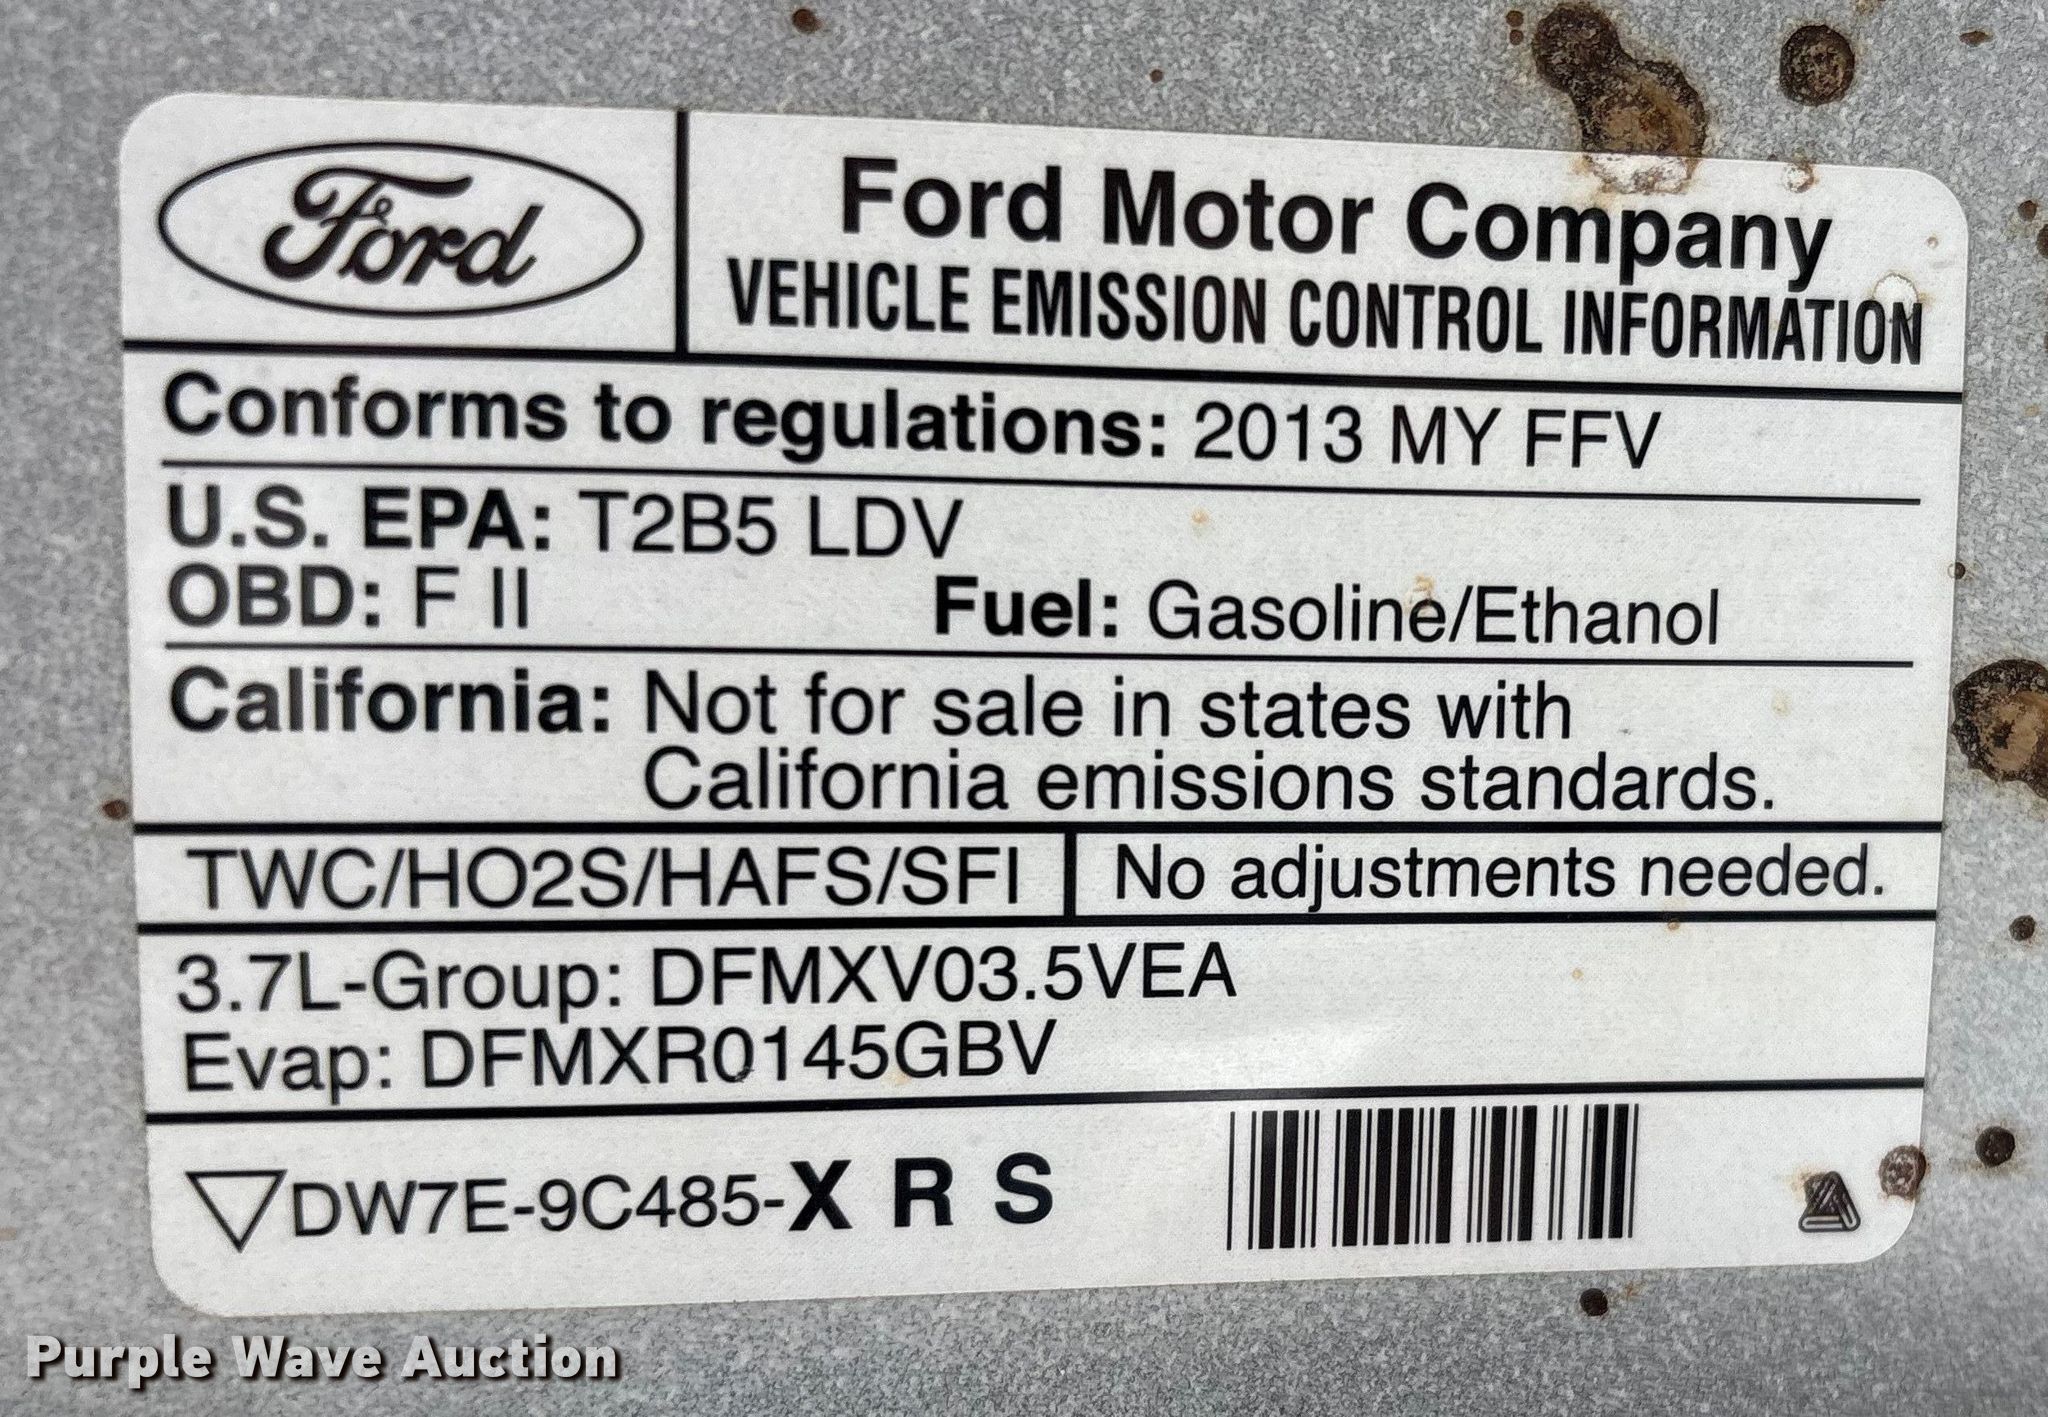 Ford
Ford Motor Company
VEHICLE EMISSION CONTROL INFORMATION
Conforms to regulations: 2013 MY FFV
U.S. EPA: T2B5 LDV
OBD: F II Fuel: Gasoline/Ethanol
California: Not for sale in states with
California emissions standards.
TWC/HO2S/HAFS/SFI No adjustments needed.
3.7L-Group: DFMXV03.5VEA
Evap: DFMXR0145GBV
DW7E-9C485-X R S
Purple Wave Auction